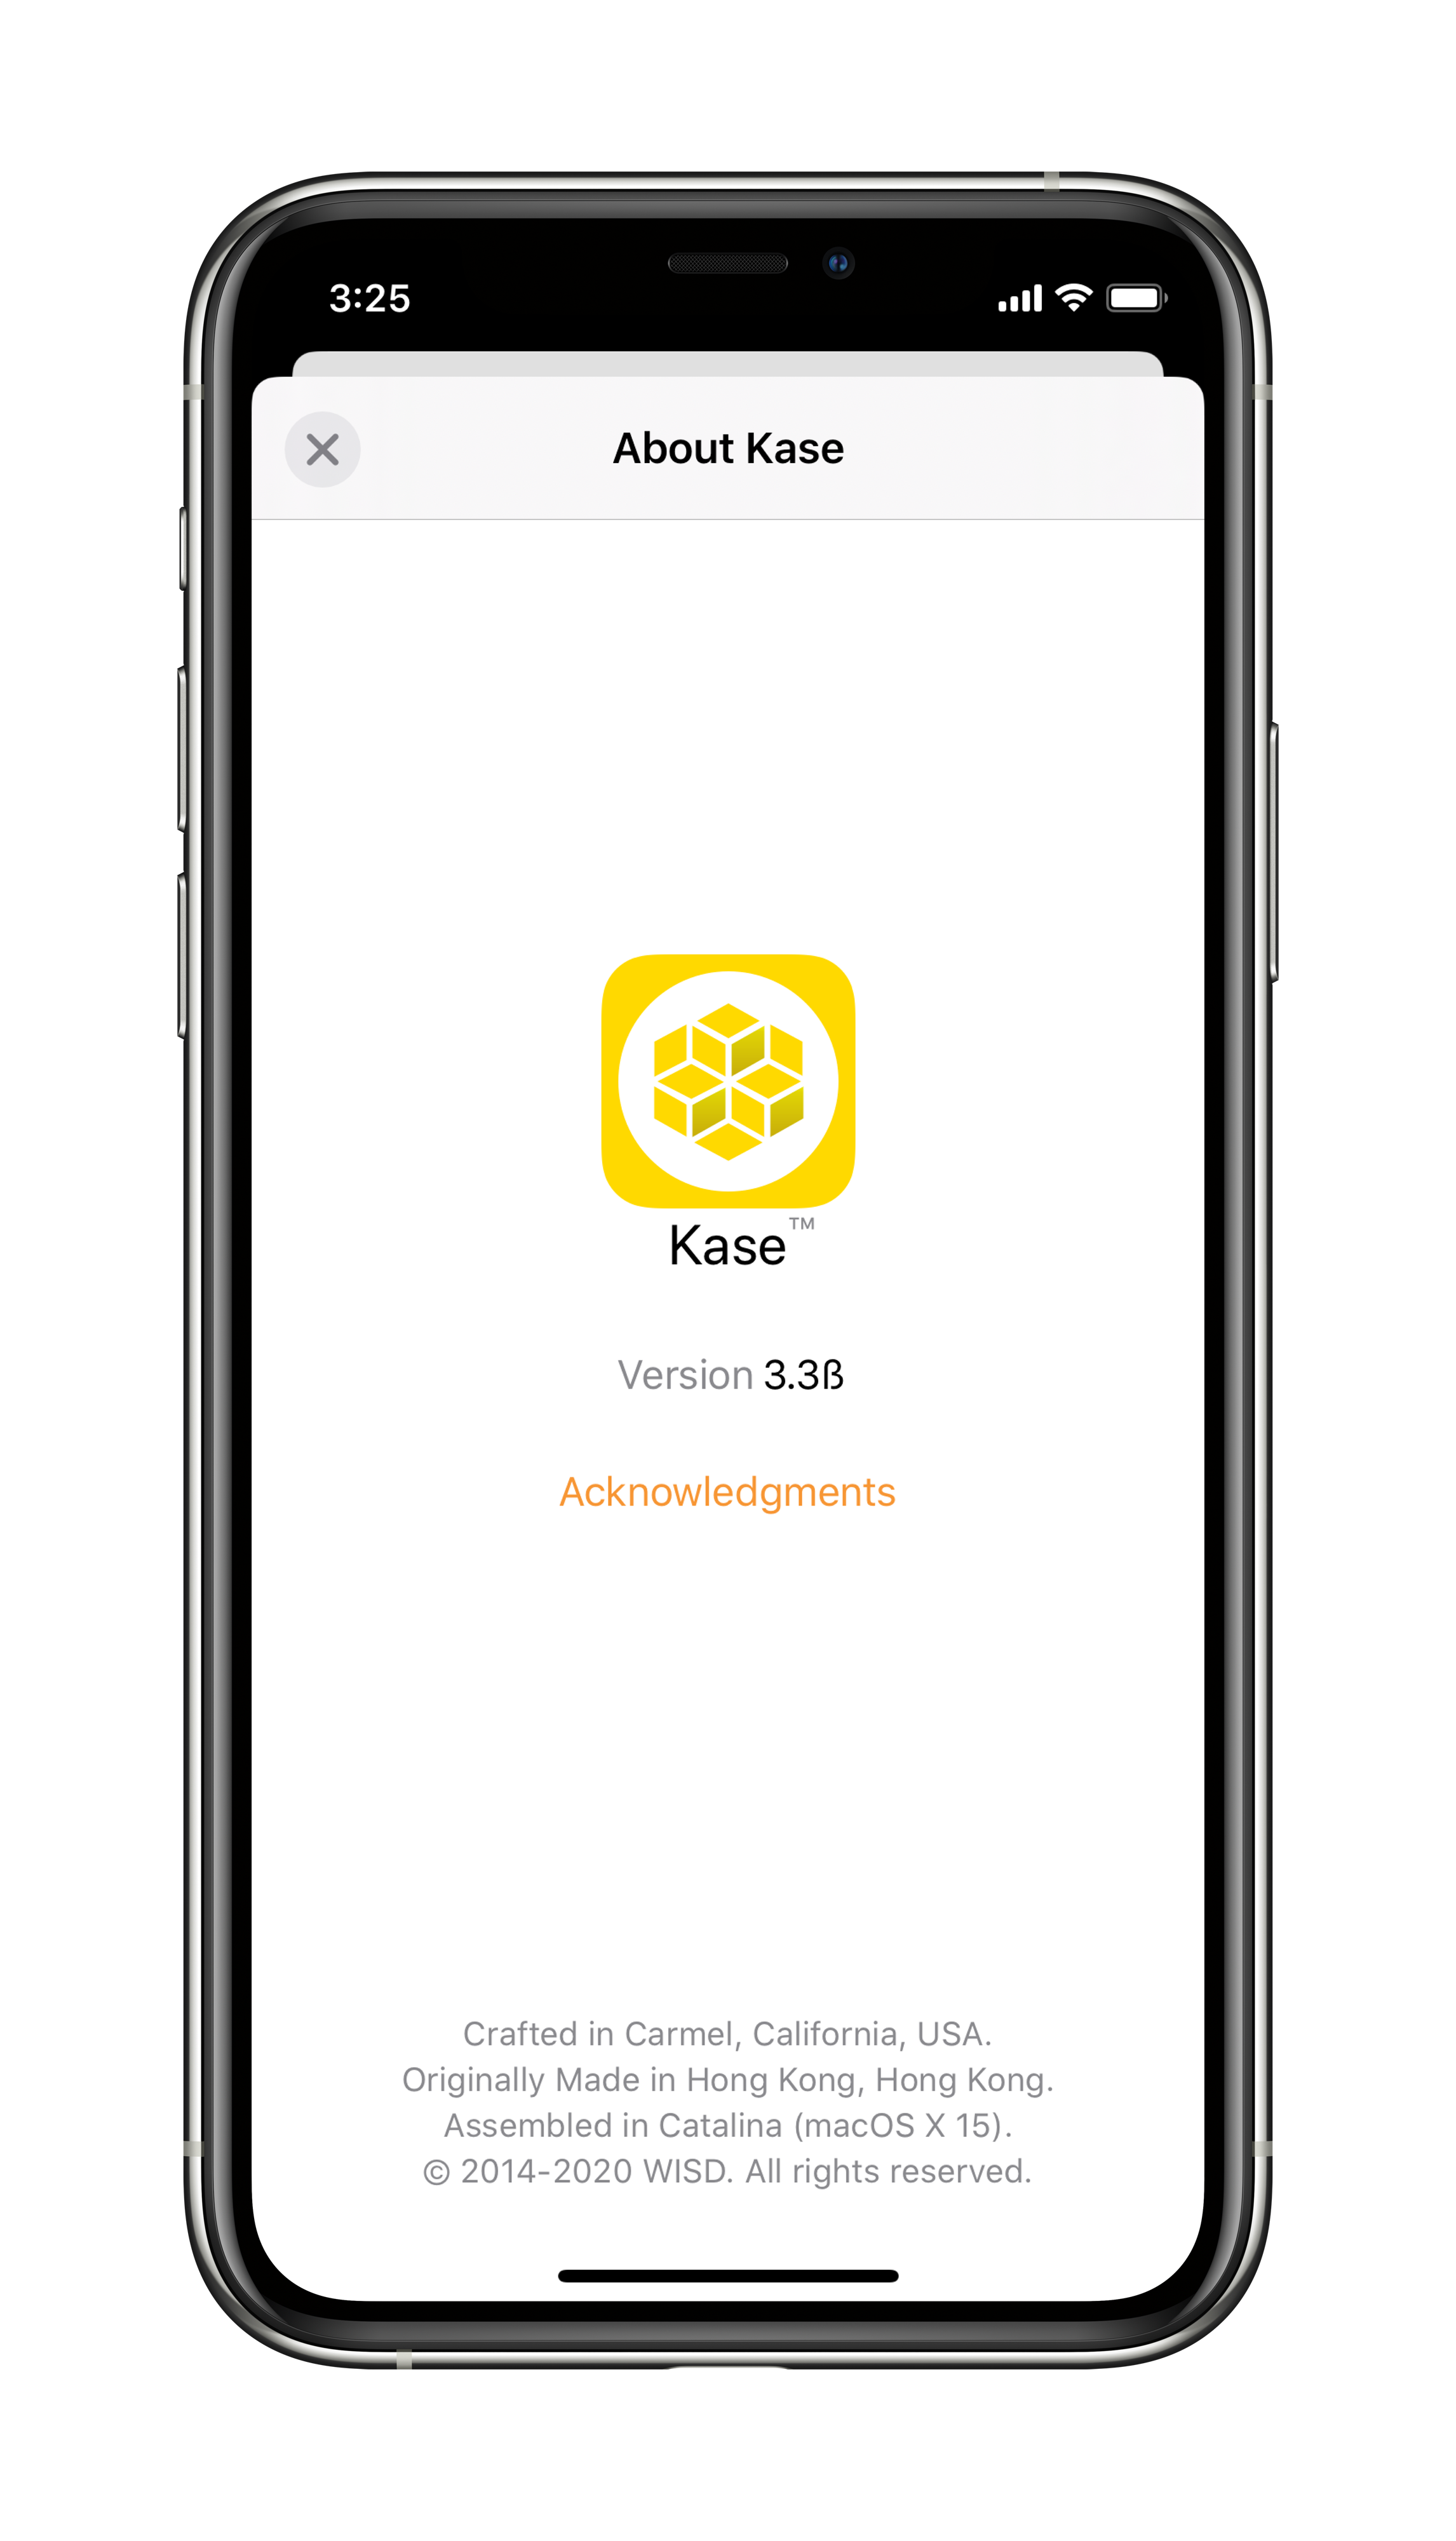 3:25
About Kase
Kase™
Version 3.3ß
Acknowledgments
Crafted in Carmel, California, USA.
Originally Made in Hong Kong, Hong Kong.
Assembled in Catalina (macOS X 15).
© 2014-2020 WISD. All rights reserved.